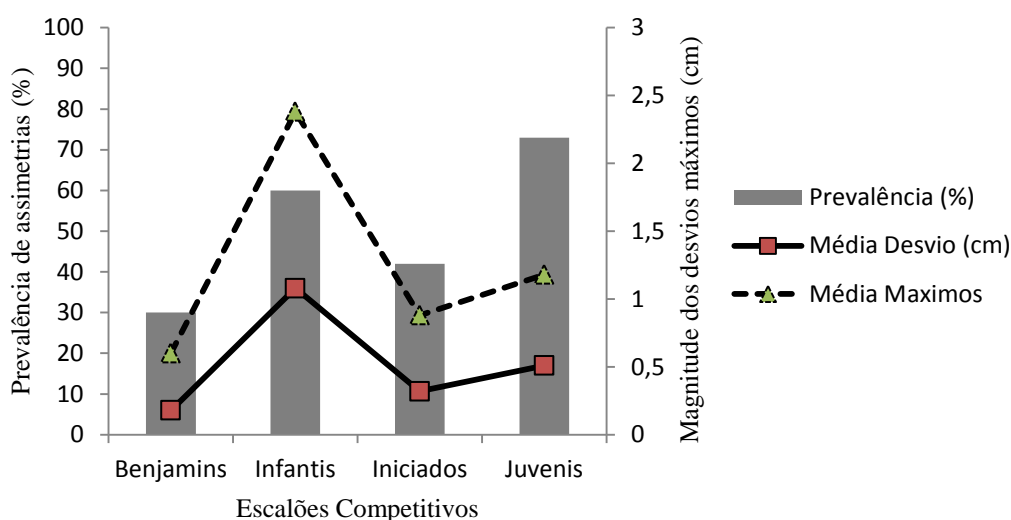 Prevalência de assimetrias (%)
100
90
80
70
60
50
40
30
20
10
0
Benjamins
Infantis
Iniciados
Juvenis
Escalões Competitivos
3
2,5
2
1,5
1
0,5
0
Magnitude dos desvios máximos (cm)
Prevalência (%)
Média Desvio (cm)
Média Maximos